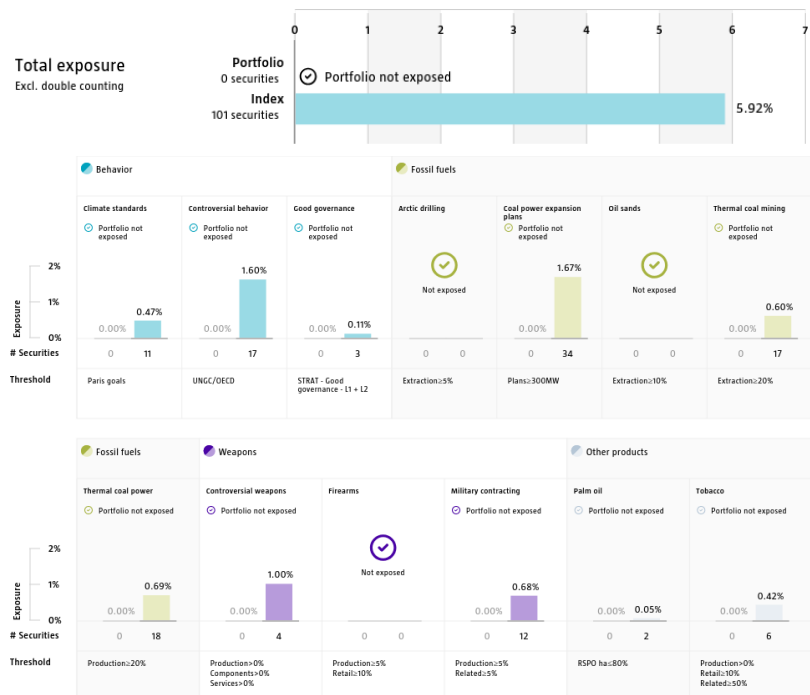 0 1 2 3 4 5 6 7
Total exposure
Excl. double counting
Portfolio
0 securities
Portfolio not exposed
Index
101 securities
5.92%
Behavior
Fossil fuels
Climate standards
Controversial behavior
Good governance
Arctic drilling
Coal power expansion
plans
Oil sands
Thermal coal mining
Portfolio not
exposed
Portfolio not
exposed
Portfolio not
exposed
Not exposed
Portfolio not
exposed
Not exposed
Portfolio not
exposed
Exposure
2%
1%
0%
0.00% 0.47%
0.00% 1.60%
0.00% 0.11%
0.00% 1.67%
0.00% 0.60%
# Securities 0 11 0 17 0 3 0 0 0 34 0 0 0 17
Threshold
Paris goals
UNGC/OECD
STRAT - Good
governance - L1 + L2
Extraction≥5%
Plans≥300MW
Extraction≥10%
Extraction≥20%
Fossil fuels
Weapons
Other products
Thermal coal power
Controversial weapons
Firearms
Military contracting
Palm oil
Tobacco
Portfolio not exposed
Portfolio not exposed
Not exposed
Portfolio not exposed
Portfolio not exposed
Portfolio not exposed
Exposure
2%
1%
0%
0.00% 0.69%
0.00% 1.00%
0.00% 0.68%
0.00% 0.05%
0.00% 0.42%
# Securities 0 18 0 4 0 0 0 12 0 2 0 6
Threshold
Production≥20%
Production>0%
Components>0%
Services>0%
Production≥5%
Retail≥10%
Production≥5%
Related≥5%
RSPO ha≤80%
Production>0%
Retail≥10%
Related≥50%